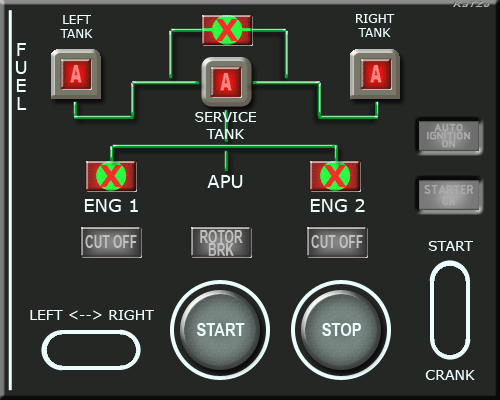 LEFT
TANK
RIGHT
TANK
FUEL
X
A
A
A
SERVICE
TANK
AUTO
IGNITION
ON
X
APU
X
ENG 1
ENG 2
STARTER
ON
CUT OFF
ROTOR
BRK
CUT OFF
START
LEFT <--> RIGHT
START
STOP
CRANK